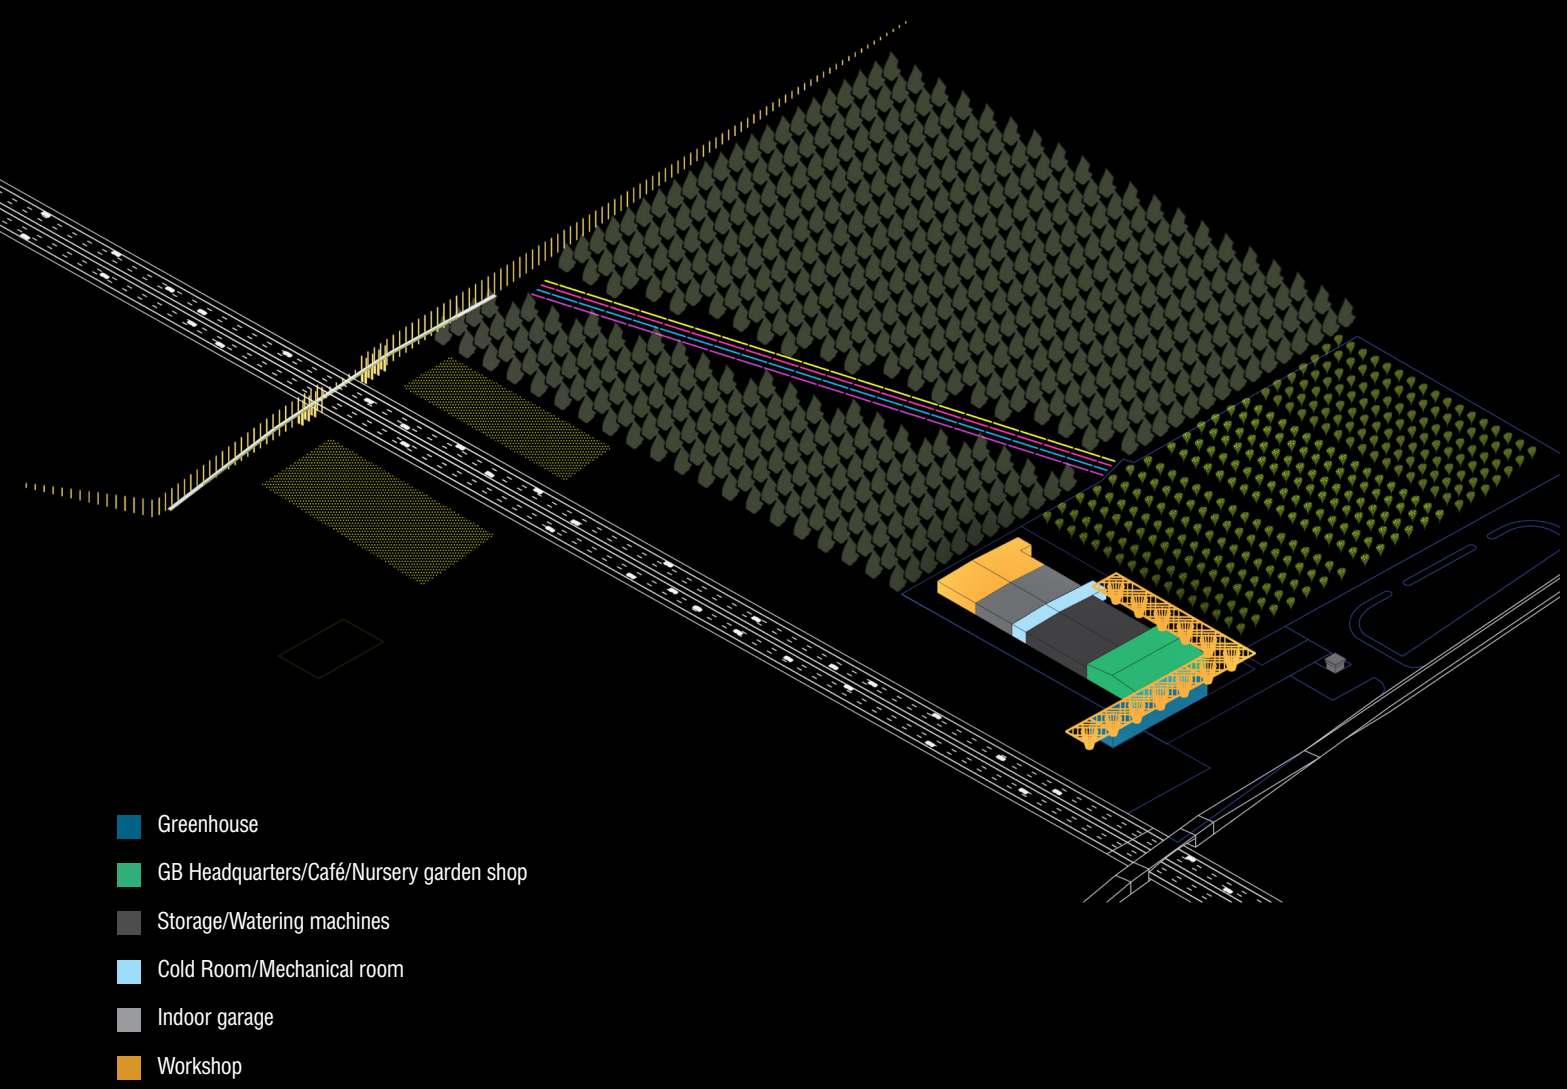 Greenhouse
GB Headquarters/Café/Nursery garden shop
Storage/Watering machines
Cold Room/Mechanical room
Indoor garage
Workshop